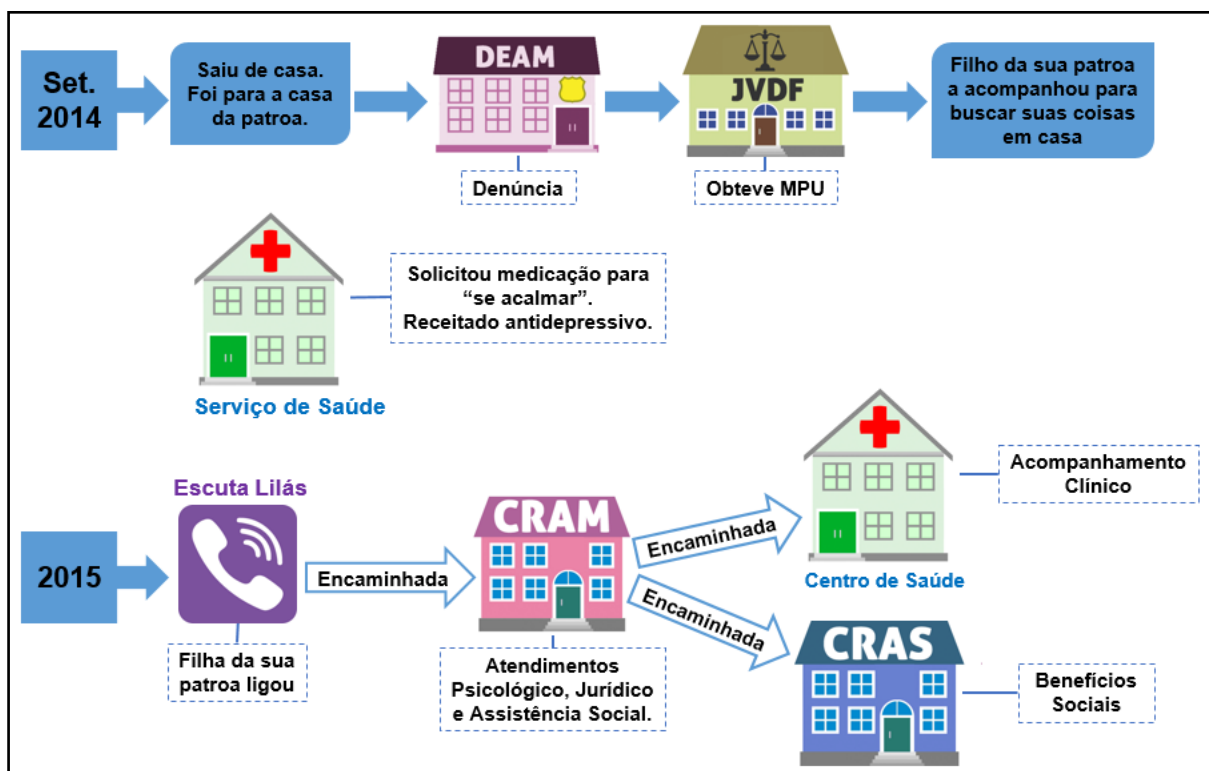 Set.
2014
Saiu de casa.
Foi para a casa
da patroa.
DEAM
Denúncia
JVDF
Obteve MPU
Filho da sua patroa
a acompanhou para
buscar suas coisas
em casa
Solicitou medicação para
“se acalmar”.
Receitado antidepressivo.
Serviço de Saúde
2015
Escuta Lilás
Filha da sua
patroa ligou
Encaminhada
CRAM
Atendimentos
Psicológico, Jurídico
e Assistência Social.
Encaminhada
Centro de Saúde
Acompanhamento
Clínico
Encaminhada
CRAS
Benefícios
Sociais